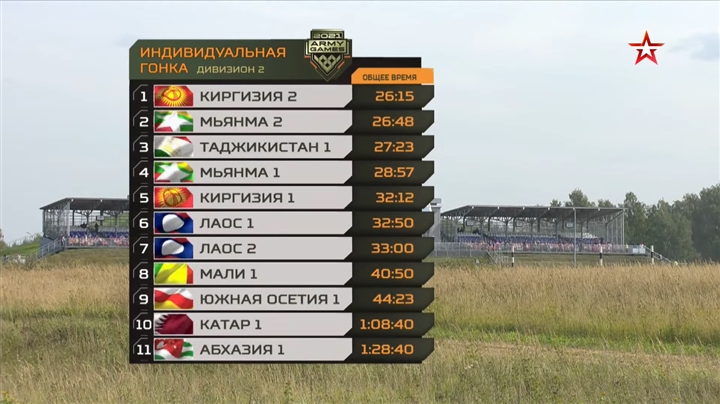 ИНДИВИДУАЛЬНАЯ
ГОНКА ДИВИЗИОН 2
2021
ARMY
GAMES
ОБЩЕЕ ВРЕМЯ
1 КИРГИЗИЯ 2 26:15
2 МЬЯНМА 2 26:48
3 ТАДЖИКИСТАН 1 27:23
4 МЬЯНМА 1 28:57
5 КИРГИЗИЯ 1 32:12
6 ЛАОС 1 32:50
7 ЛАОС 2 33:00
8 МАЛИ 1 40:50
9 ЮЖНАЯ ОСЕТИЯ 1 44:23
10 КАТАР 1 1:08:40
11 АБХАЗИЯ 1 1:28:40